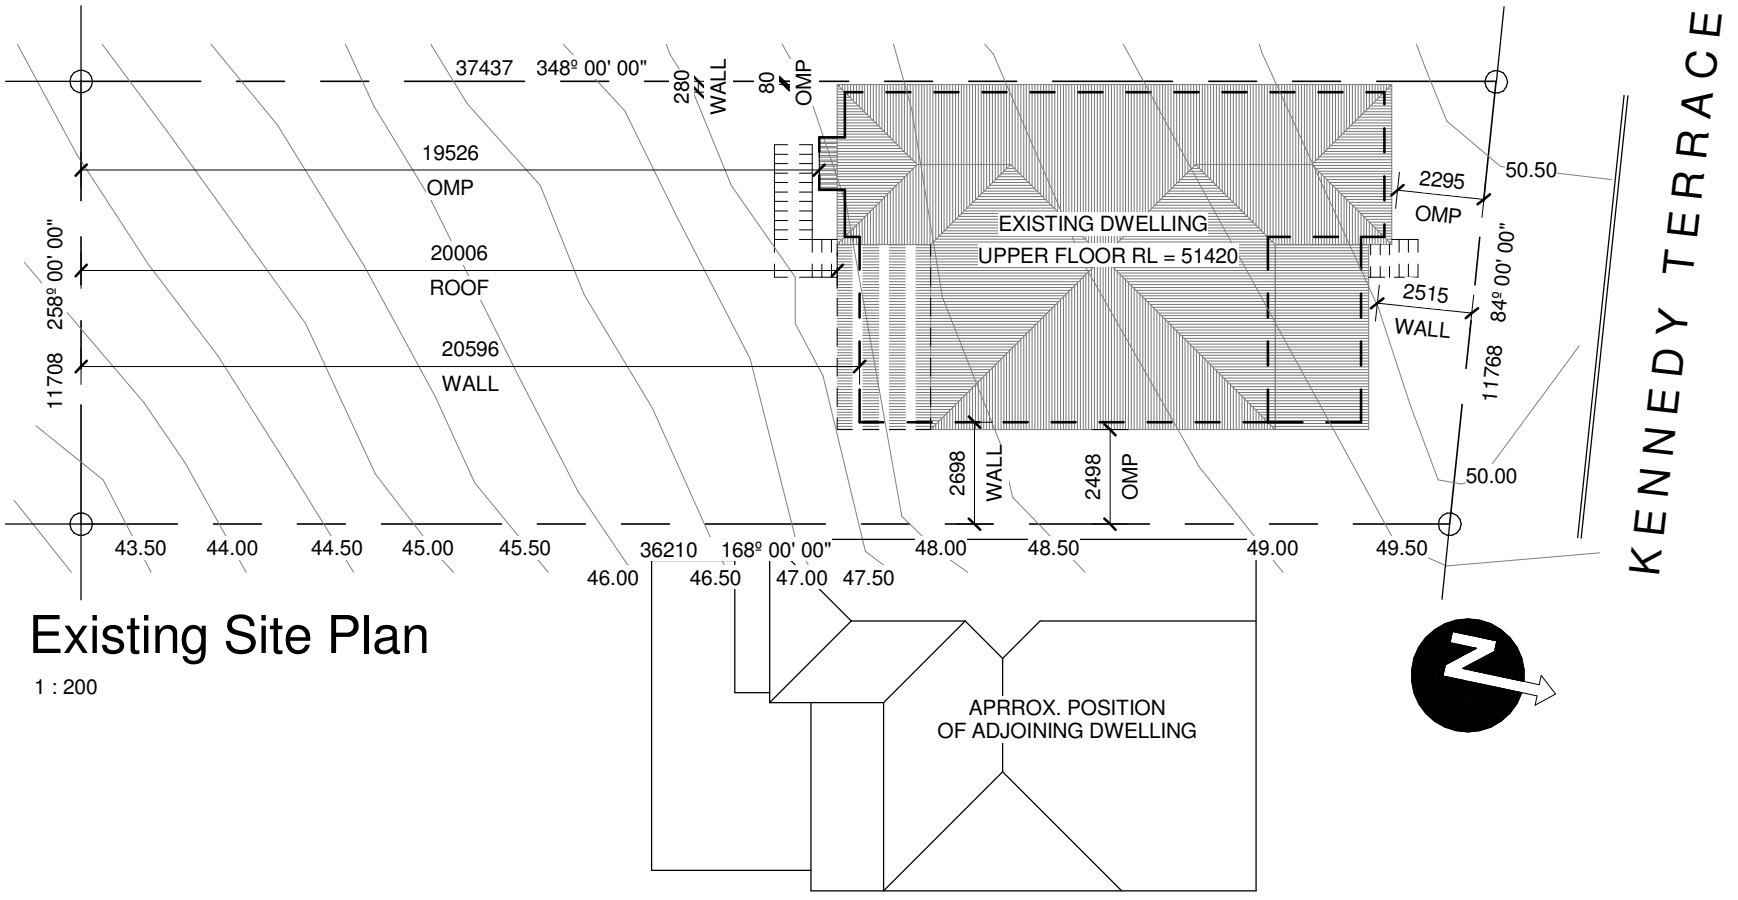 37437 348º 00' 00"
280
WALL
80
OMP
KENNEDY TERRACE
19526
OMP
50.50
2295
OMP
EXISTING DWELLING
UPPER FLOOR RL = 51420
20006
ROOF
2515
WALL
11768 84º 00' 00"
11708 258º 00' 00"
20596
WALL
2698
WALL
2498
OMP
50.00
43.50
44.00
44.50
45.00
45.50
46.00
36210 168º 00' 00"
46.50
47.00
47.50
48.00
48.50
49.00
49.50
Existing Site Plan
1 : 200
N
APRROX. POSITION
OF ADJOINING DWELLING